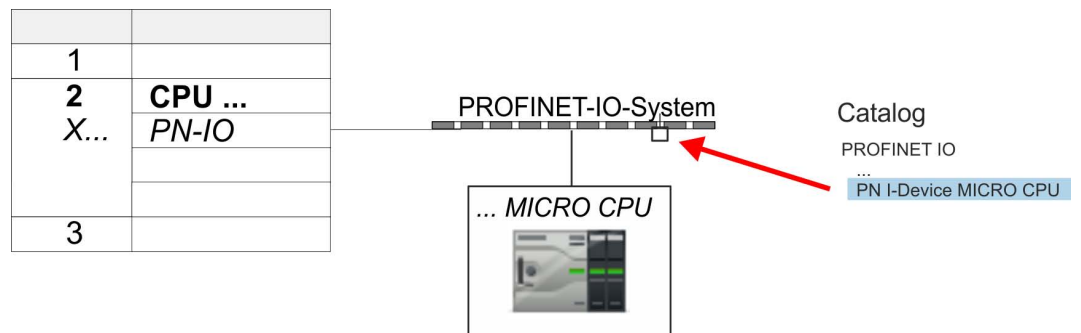 1
2 CPU ...
X... PN-IO
3
PROFINET-IO-System
... MICRO CPU
Catalog
PROFINET IO
...
PN I-Device MICRO CPU